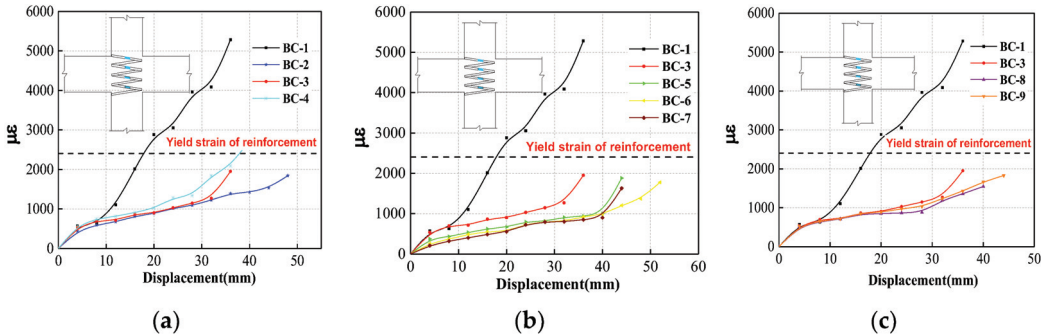 6000
5000
4000
3000
2000
1000
0
με
BC-1
BC-2
BC-3
BC-4
Yield strain of reinforcement
0 10 20 30 40 50
Displacement(mm)
(a)
6000
5000
4000
3000
2000
1000
0
με
BC-1
BC-3
BC-5
BC-6
BC-7
Yield strain of reinforcement
0 10 20 30 40 50 60
Displacement(mm)
(b)
6000
5000
4000
3000
2000
1000
0
με
BC-1
BC-3
BC-8
BC-9
Yield strain of reinforcement
0 10 20 30 40 50
Displacement(mm)
(c)